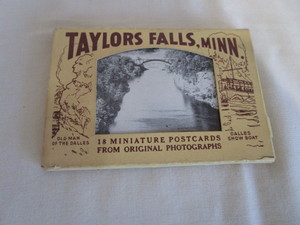 TAYLORS FALLS, MINN.
OLD MAN
OF THE DALLES
18 MINIATURE POSTCARDS
FROM ORIGINAL PHOTOGRAPHS
DALLES
SHOW BOAT